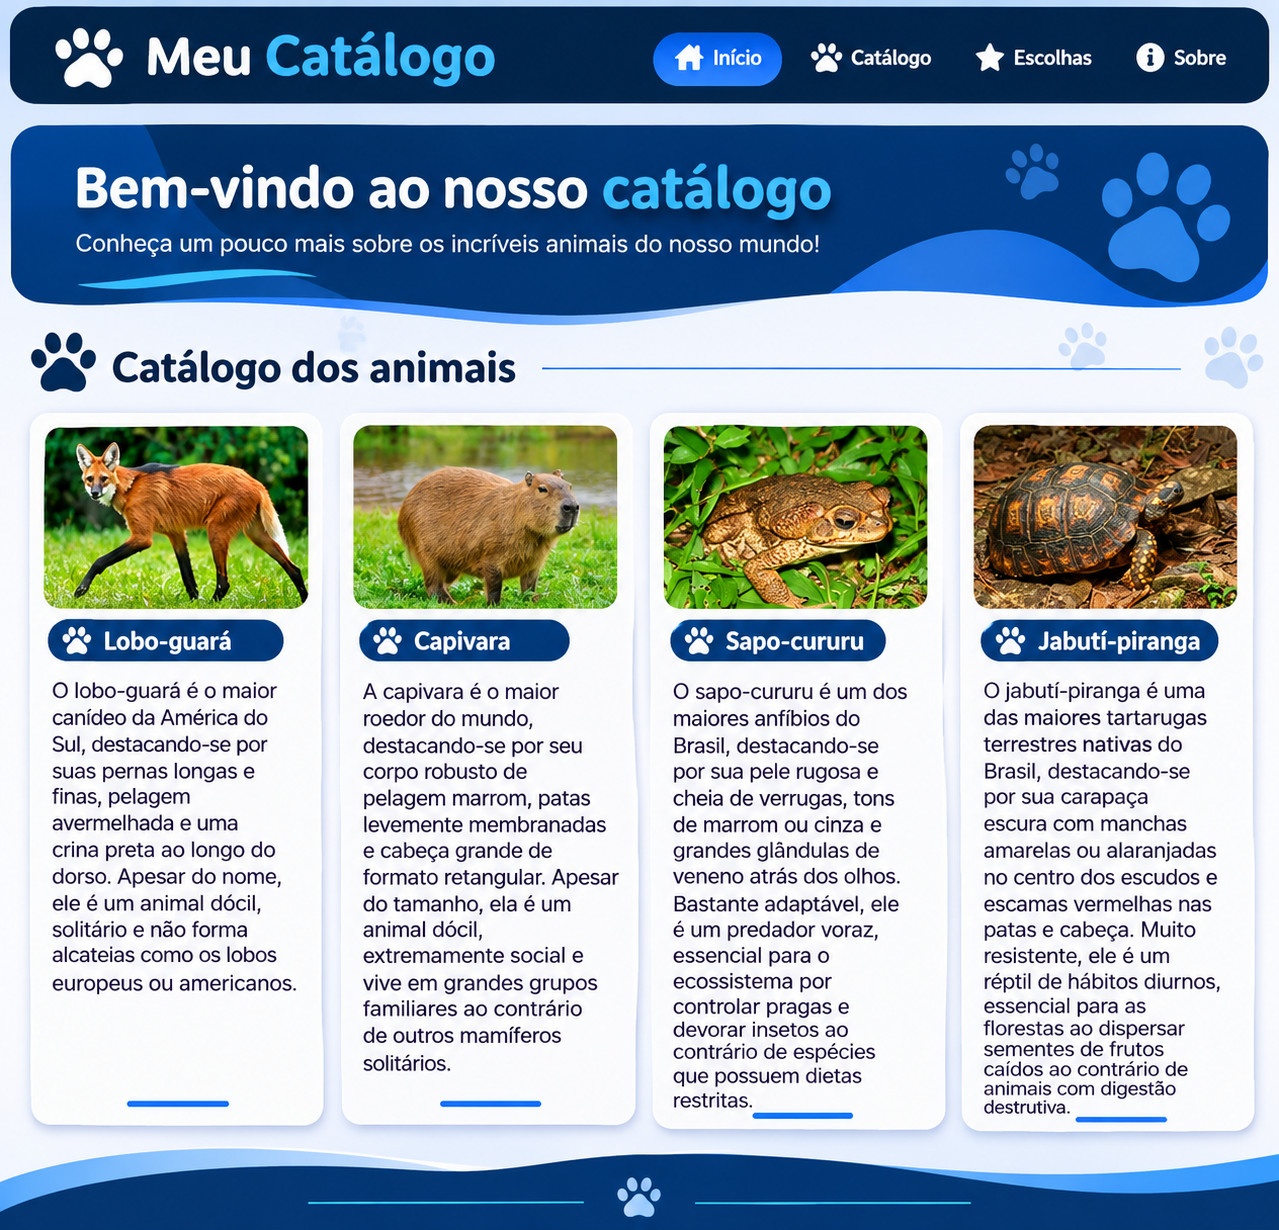 Meu Catálogo
Início
Catálogo
Escolhas
Sobre
Bem-vindo ao nosso catálogo
Conheça um pouco mais sobre os incríveis animais do nosso mundo!
Catálogo dos animais
Lobo-guará
O lobo-guará é o maior
canídeo da América do
Sul, destacando-se por
suas pernas longas e
finas, pelagem
avermelhada e uma
crina preta ao longo do
dorso. Apesar do nome,
ele é um animal dócil,
solitário e não forma
alcateias como os lobos
europeus ou americanos.
Capivara
A capivara é o maior
roedor do mundo,
destacando-se por seu
corpo robusto de
pelagem marrom, patas
levemente membranadas
e cabeça grande de
formato retangular. Apesar
do tamanho, ela é um
animal dócil,
extremamente social e
vive em grandes grupos
familiares ao contrário
de outros mamíferos
solitários.
Sapo-cururu
O sapo-cururu é um dos
maiores anfíbios do
Brasil, destacando-se
por sua pele rugosa e
cheia de verrugas, tons
de marrom ou cinza e
grandes glândulas de
veneno atrás dos olhos.
Bastante adaptável, ele
é um predador voraz,
essencial para o
ecossistema por
controlar pragas e
devorar insetos ao
contrário de espécies
que possuem dietas
restritas.
Jabutí-piranga
O jabutí-piranga é uma
das maiores tartarugas
terrestres nativas do
Brasil, destacando-se
por sua carapaça
escura com manchas
amarelas ou alaranjadas
no centro dos escudos e
escamas vermelhas nas
patas e cabeça. Muito
resistente, ele é um
réptil de hábitos diurnos,
essencial para as
florestas ao dispersar
sementes de frutos
caídos ao contrário de
animais com digestão
destrutiva.